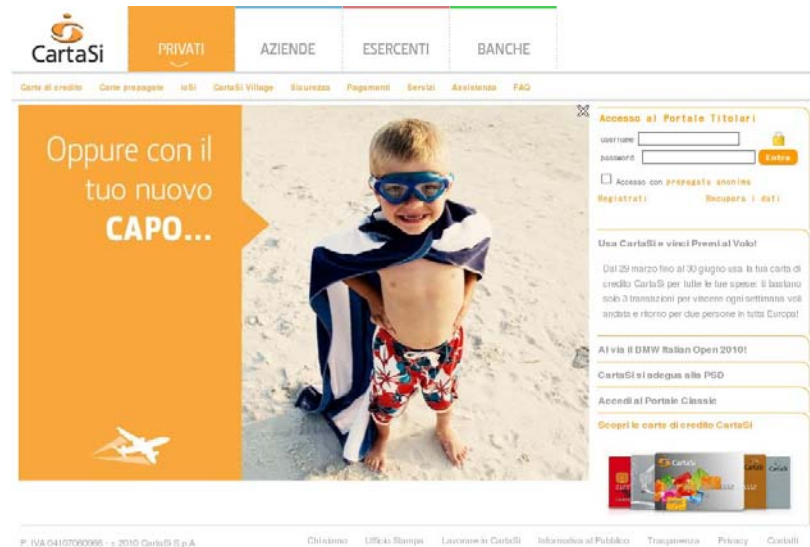 CartaSi
PRIVATI
AZIENDE
ESERCENTI
BANCHE
Carte di credito Carte prepagate ioSi CartaSi Village Sicurezza Pagamenti Servizi Assistenza FAQ
Oppure con il
tuo nuovo
CAPO...
Accesso al Portale Titolari
username
password
Entra
Accesso con prepagata anonima
Registrati Recupera i dati
Usa CartaSi e vinci Premi al Volo!
Dal 29 marzo fino al 30 giugno usa la tua carta di
credito CartaSi per tutte le tue spese: ti bastano
solo 3 transazioni per vincere ogni settimana voli
andata e ritorno per due persone in tutta Europa!
Al via il BMW Italian Open 2010!
CartaSi si adegua alla PSD
Accedi al Portale Classic
Scopri le carte di credito CartaSi
CartaSi
CartaSi
CartaSi
P. IVA 04107060966 - c 2010 CartaSi S.p.A.
Chi siamo Ufficio Stampa Lavorare in CartaSi Informativa al Pubblico Trasparenza Privacy Contatti